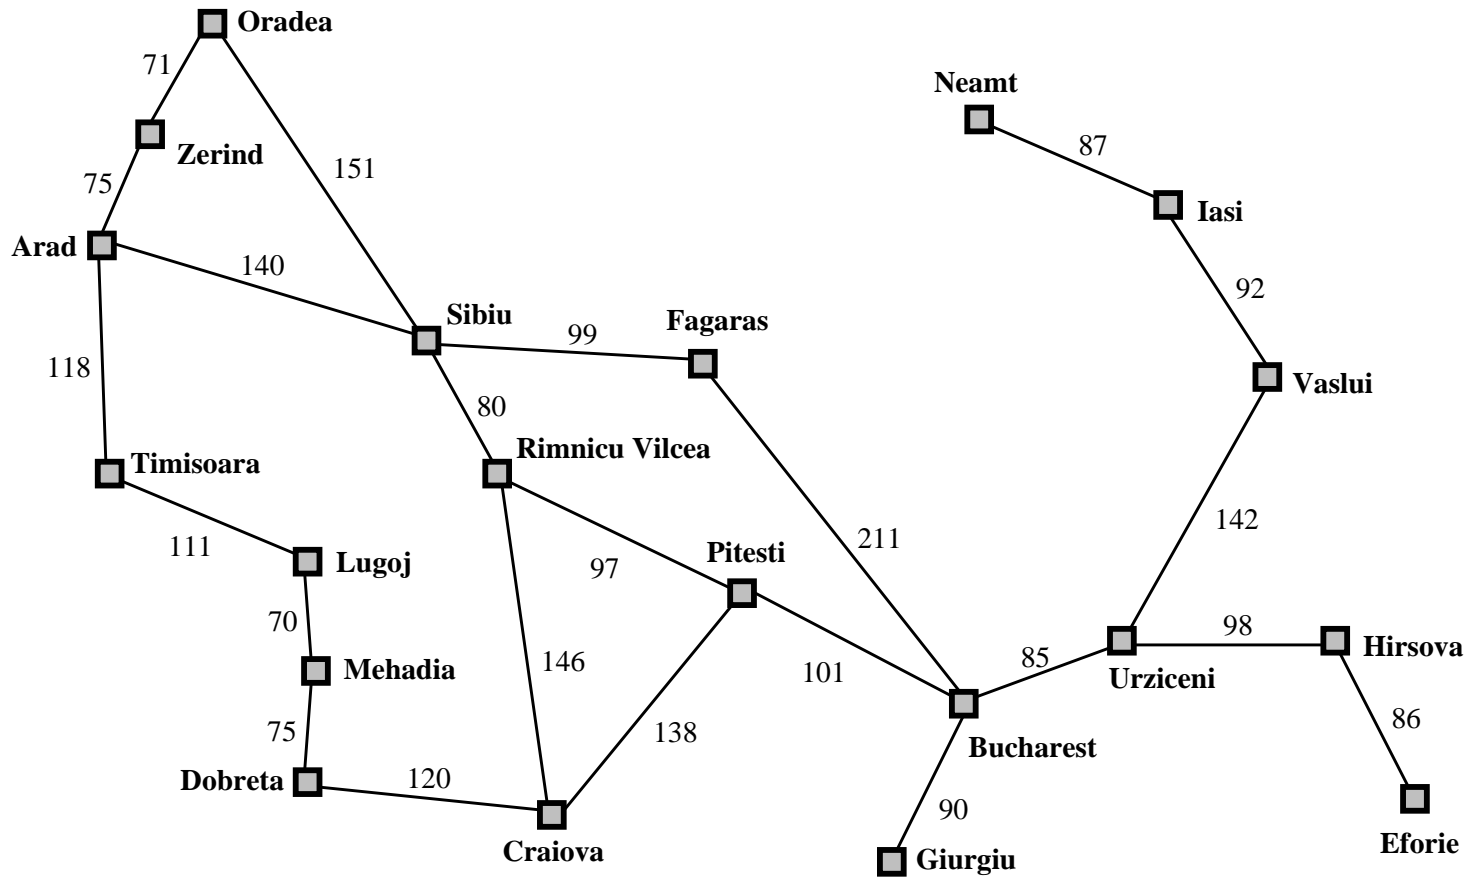 Oradea
71
Neamt
Zerind
87
151
75
Iasi
Arad
140
92
Sibiu
Fagaras
99
118
Vaslui
80
Timisoara
Rimnicu Vilcea
142
111
Lugoj
97
Pitesti
211
70
98
Mehadia
146
101
85
Hirsova
Urziceni
75
138
86
Bucharest
Dobreta
120
90
Craiova
Giurgiu
Eforie